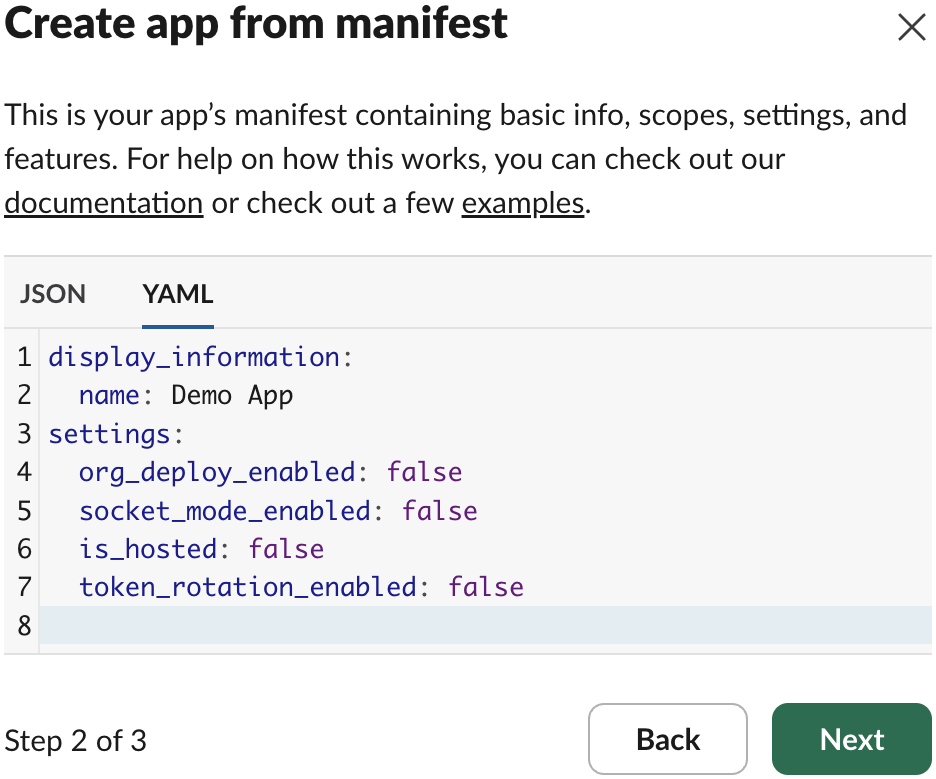 Create app from manifest
This is your app’s manifest containing basic info, scopes, settings, and
features. For help on how this works, you can check out our
documentation or check out a few examples.
JSON YAML
1 display_information:
2   name: Demo App
3 settings:
4   org_deploy_enabled: false
5   socket_mode_enabled: false
6   is_hosted: false
7   token_rotation_enabled: false
8
Step 2 of 3 Back Next